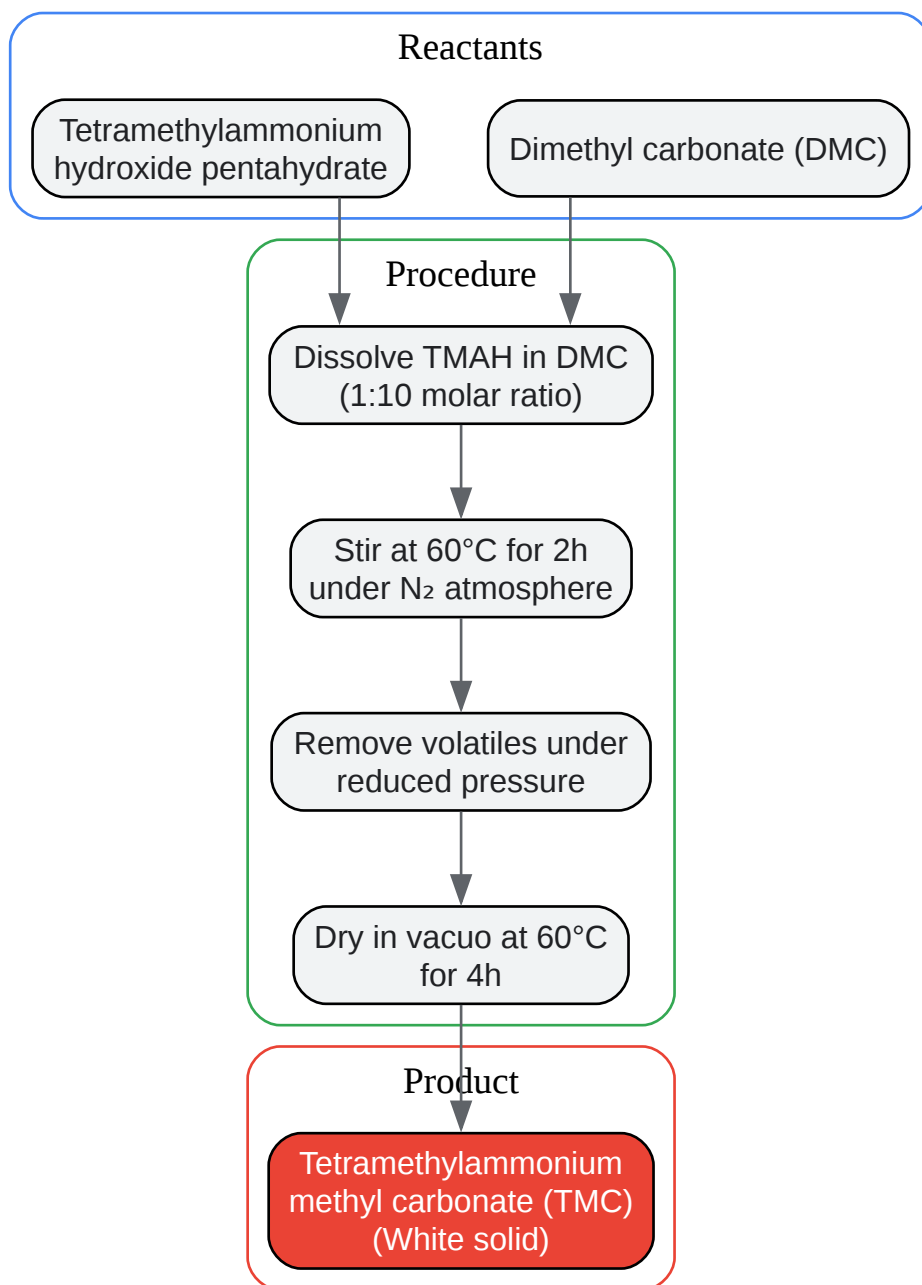 Reactants
Tetramethylammonium
hydroxide pentahydrate
Dimethyl carbonate (DMC)
Procedure
Dissolve TMAH in DMC
(1:10 molar ratio)
Stir at 60°C for 2h
under N₂ atmosphere
Remove volatiles under
reduced pressure
Dry in vacuo at 60°C
for 4h
Product
Tetramethylammonium
methyl carbonate (TMC)
(White solid)